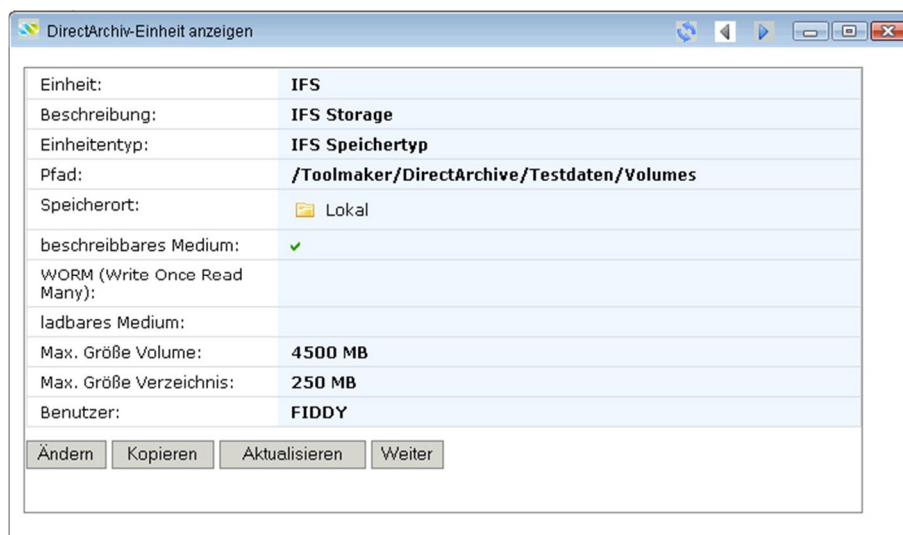 DirectArchiv-Einheit anzeigen
Einheit: IFS
Beschreibung: IFS Storage
Einheitentyp: IFS Speichertyp
Pfad: /Toolmaker/DirectArchive/Testdaten/Volumes
Speicherort: Lokal
beschreibbares Medium:
WORM (Write Once Read
Many):
ladbares Medium:
Max. Größe Volume: 4500 MB
Max. Größe Verzeichnis: 250 MB
Benutzer: FIDDY
Ändern Kopieren Aktualisieren Weiter